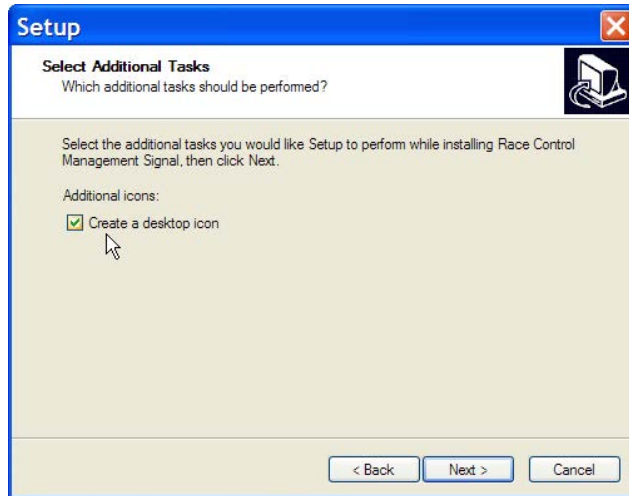 Setup
Select Additional Tasks
Which additional tasks should be performed?
Select the additional tasks you would like Setup to perform while installing Race Control
Management Signal, then click Next.
Additional icons:
Create a desktop icon
< Back
Next >
Cancel